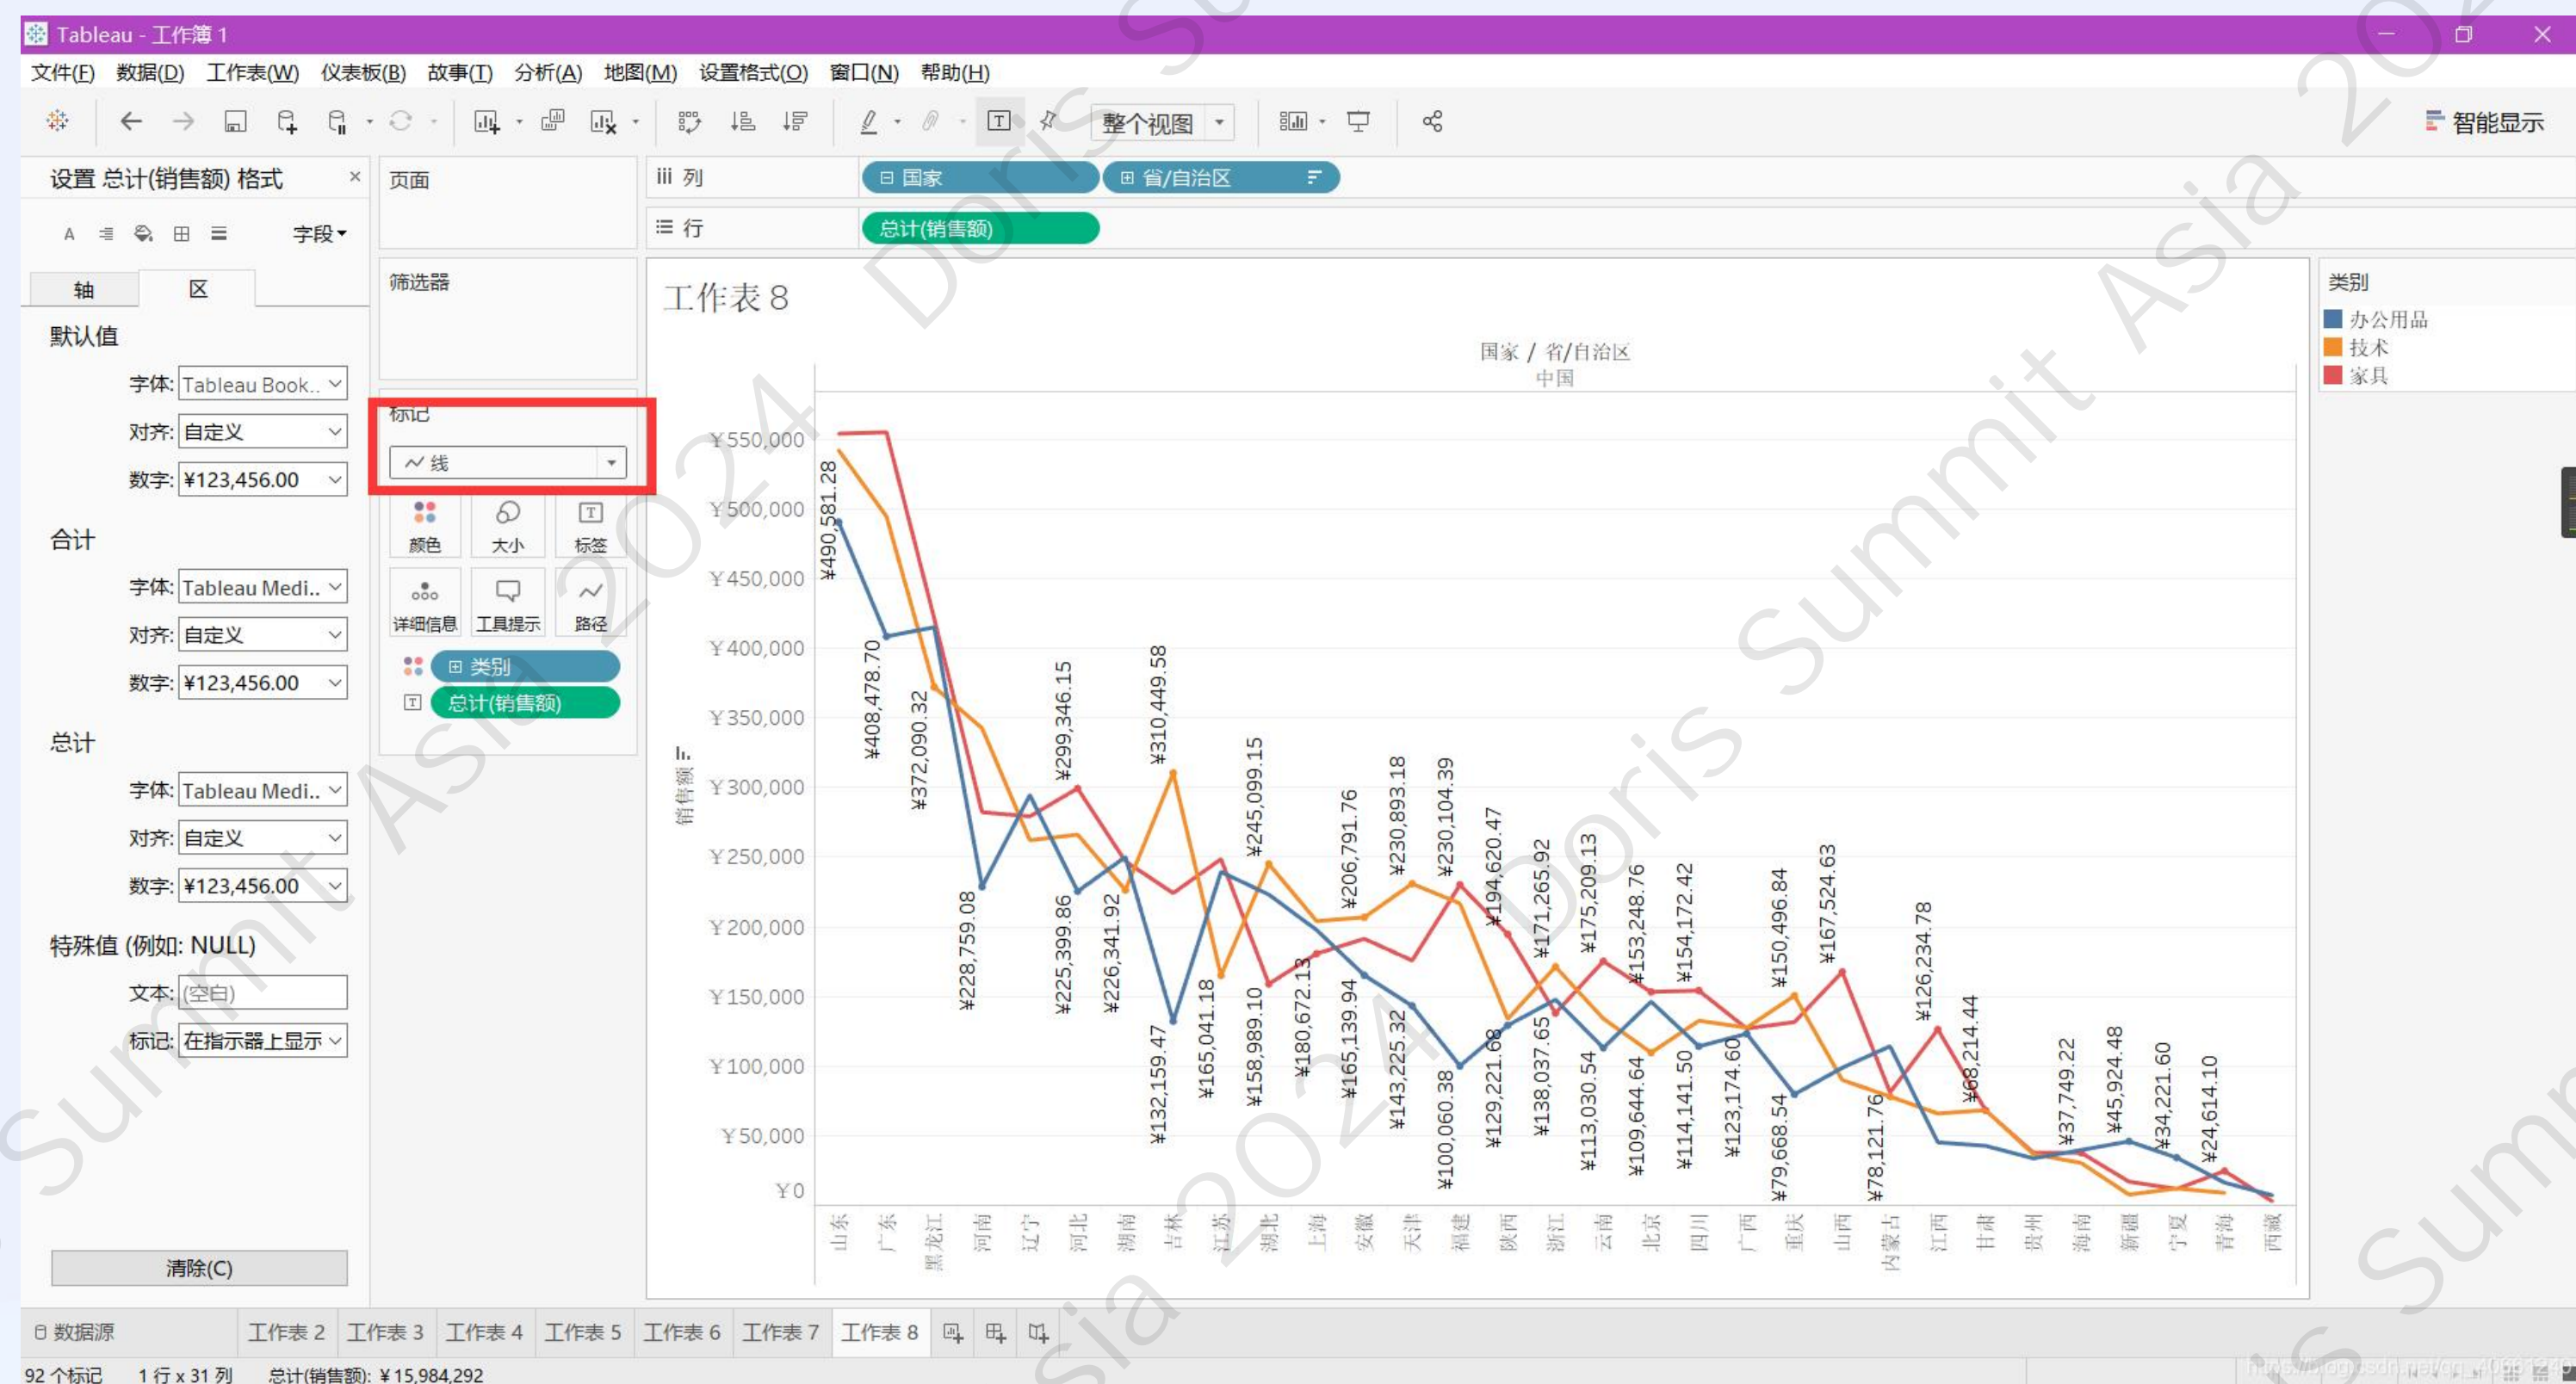 Tableau - 工作簿 1
文件(F) 数据(D) 工作表(W) 仪表板(B) 故事(T) 分析(A) 地图(M) 设置格式(O) 窗口(N) 帮助(H)
整个视图
智能显示
设置 总计(销售额) 格式 ×
字段
轴 区
默认值
字体: Tableau Book..
对齐: 自定义
数字: ¥123,456.00
合计
字体: Tableau Medi..
对齐: 自定义
数字: ¥123,456.00
总计
字体: Tableau Medi..
对齐: 自定义
数字: ¥123,456.00
特殊值 (例如: NULL)
文本: (空白)
标记: 在指示器上显示
清除(C)
页面
筛选器
标记
线
颜色 大小 标签
详细信息 工具提示 路径
类别
总计(销售额)
列 国家 省/自治区
行 总计(销售额)
工作表 8
国家 / 省/自治区
中国
销售额
¥550,000
¥500,000
¥450,000
¥400,000
¥350,000
¥300,000
¥250,000
¥200,000
¥150,000
¥100,000
¥50,000
¥0
¥490,581.28
¥408,478.70
¥372,090.32
¥228,759.08
¥299,346.15
¥225,399.86
¥226,341.92
¥310,449.58
¥132,159.47
¥165,041.18
¥245,099.15
¥158,989.10
¥180,672.13
¥206,791.76
¥165,139.94
¥230,893.18
¥143,225.32
¥230,104.39
¥100,060.38
¥194,620.47
¥129,221.68
¥171,265.92
¥138,037.65
¥175,209.13
¥113,030.54
¥153,248.76
¥109,644.64
¥154,172.42
¥114,141.50
¥123,174.60
¥150,496.84
¥79,668.54
¥167,524.63
¥78,121.76
¥126,234.78
¥68,214.44
¥37,749.22
¥45,924.48
¥34,221.60
¥24,614.10
山东 广东 黑龙江 河南 辽宁 河北 湖南 吉林 江苏 湖北 上海 安徽 天津 福建 陕西 浙江 云南 北京 四川 广西 重庆 山西 内蒙古 江西 甘肃 贵州 海南 新疆 宁夏 青海 西藏
类别
办公用品
技术
家具
数据源 工作表 2 工作表 3 工作表 4 工作表 5 工作表 6 工作表 7 工作表 8
92 个标记 1 行 x 31 列 总计(销售额): ¥15,984,292
Doris Summit Asia 2024
Doris Summit Asia 2024